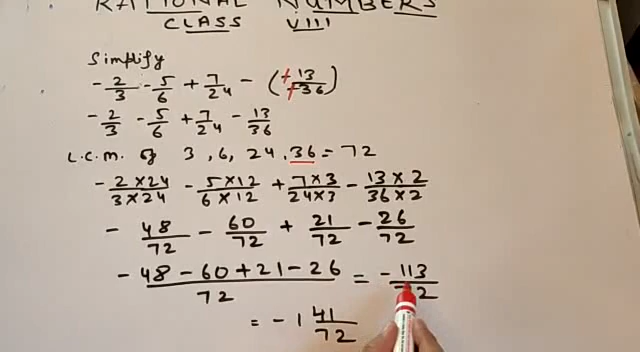 RATIONAL NUMBERS
CLASS VIII
Simplify
-2/3 - 5/6 + 7/24 - (+13/+36)
-2/3 - 5/6 + 7/24 - 13/36
L.C.M. of 3, 6, 24, 36 = 72
-2×24/3×24 - 5×12/6×12 + 7×3/24×3 - 13×2/36×2
-48/72 - 60/72 + 21/72 - 26/72
-48-60+21-26/72 = -113/72
= -1 41/72